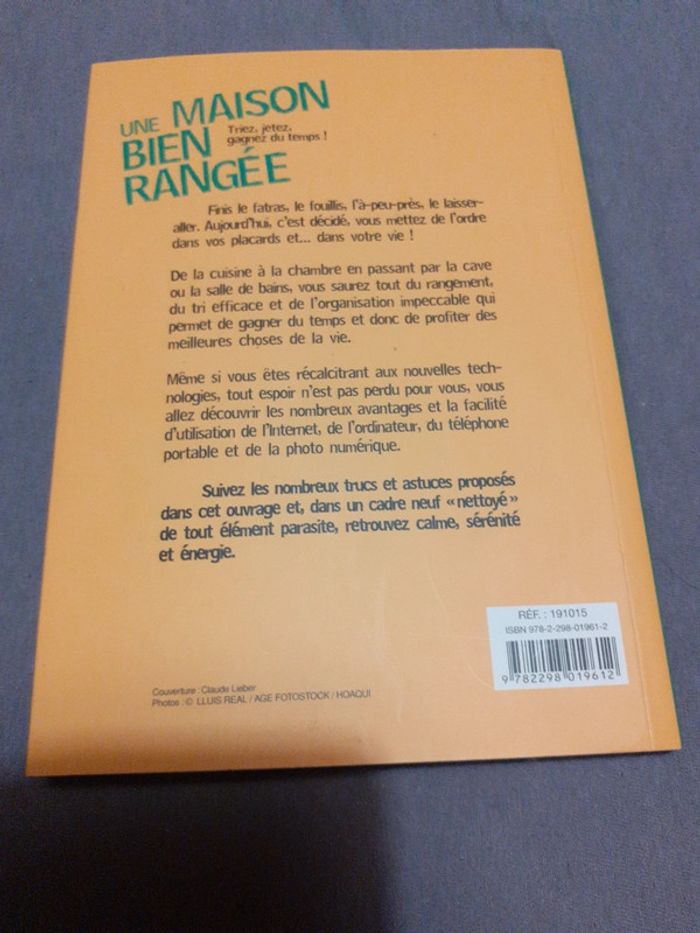 UNE MAISON
BIEN
RANGÉE
Triez, jetez,
gagnez du temps !
Finis le fatras, le fouillis, l'à-peu-près, le laisser-
aller. Aujourd'hui, c'est décidé, vous mettez de l'ordre
dans vos placards et... dans votre vie !
De la cuisine à la chambre en passant par la cave
ou la salle de bains, vous saurez tout du rangement,
du tri efficace et de l'organisation impeccable qui
permet de gagner du temps et donc de profiter des
meilleures choses de la vie.
Même si vous êtes récalcitrant aux nouvelles tech-
nologies, tout espoir n'est pas perdu pour vous, vous
allez découvrir les nombreux avantages et la facilité
d'utilisation de l'Internet, de l'ordinateur, du téléphone
portable et de la photo numérique.
Suivez les nombreux trucs et astuces proposés
dans cet ouvrage et, dans un cadre neuf « nettoyé »
de tout élément parasite, retrouvez calme, sérénité
et énergie.
RÉF. : 191015
ISBN 978-2-298-01961-2
9 782298 019612
Couverture : Claude Lieber
Photos : © LLUIS REAL / AGE FOTOSTOCK / HOAQUI